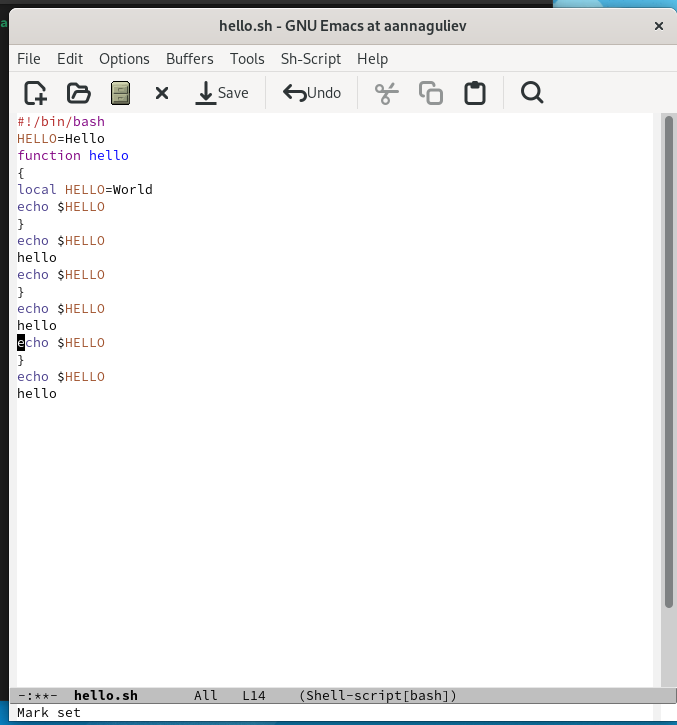 a
hello.sh - GNU Emacs at aannaguliev
File Edit Options Buffers Tools Sh-Script Help
Save Undo
#!/bin/bash
HELLO=Hello
function hello
{
local HELLO=World
echo $HELLO
}
echo $HELLO
hello
echo $HELLO
}
echo $HELLO
hello
echo $HELLO
}
echo $HELLO
hello
-:**- hello.sh All L14 (Shell-script[bash])
Mark set